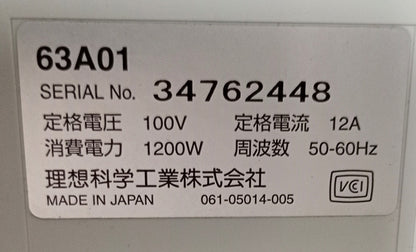 63A01
SERIAL No. 34762448
定格電圧 100V 定格電流 12A
消費電力 1200W 周波数 50-60Hz
理想科学工業株式会社
MADE IN JAPAN 061-05014-005
VCI